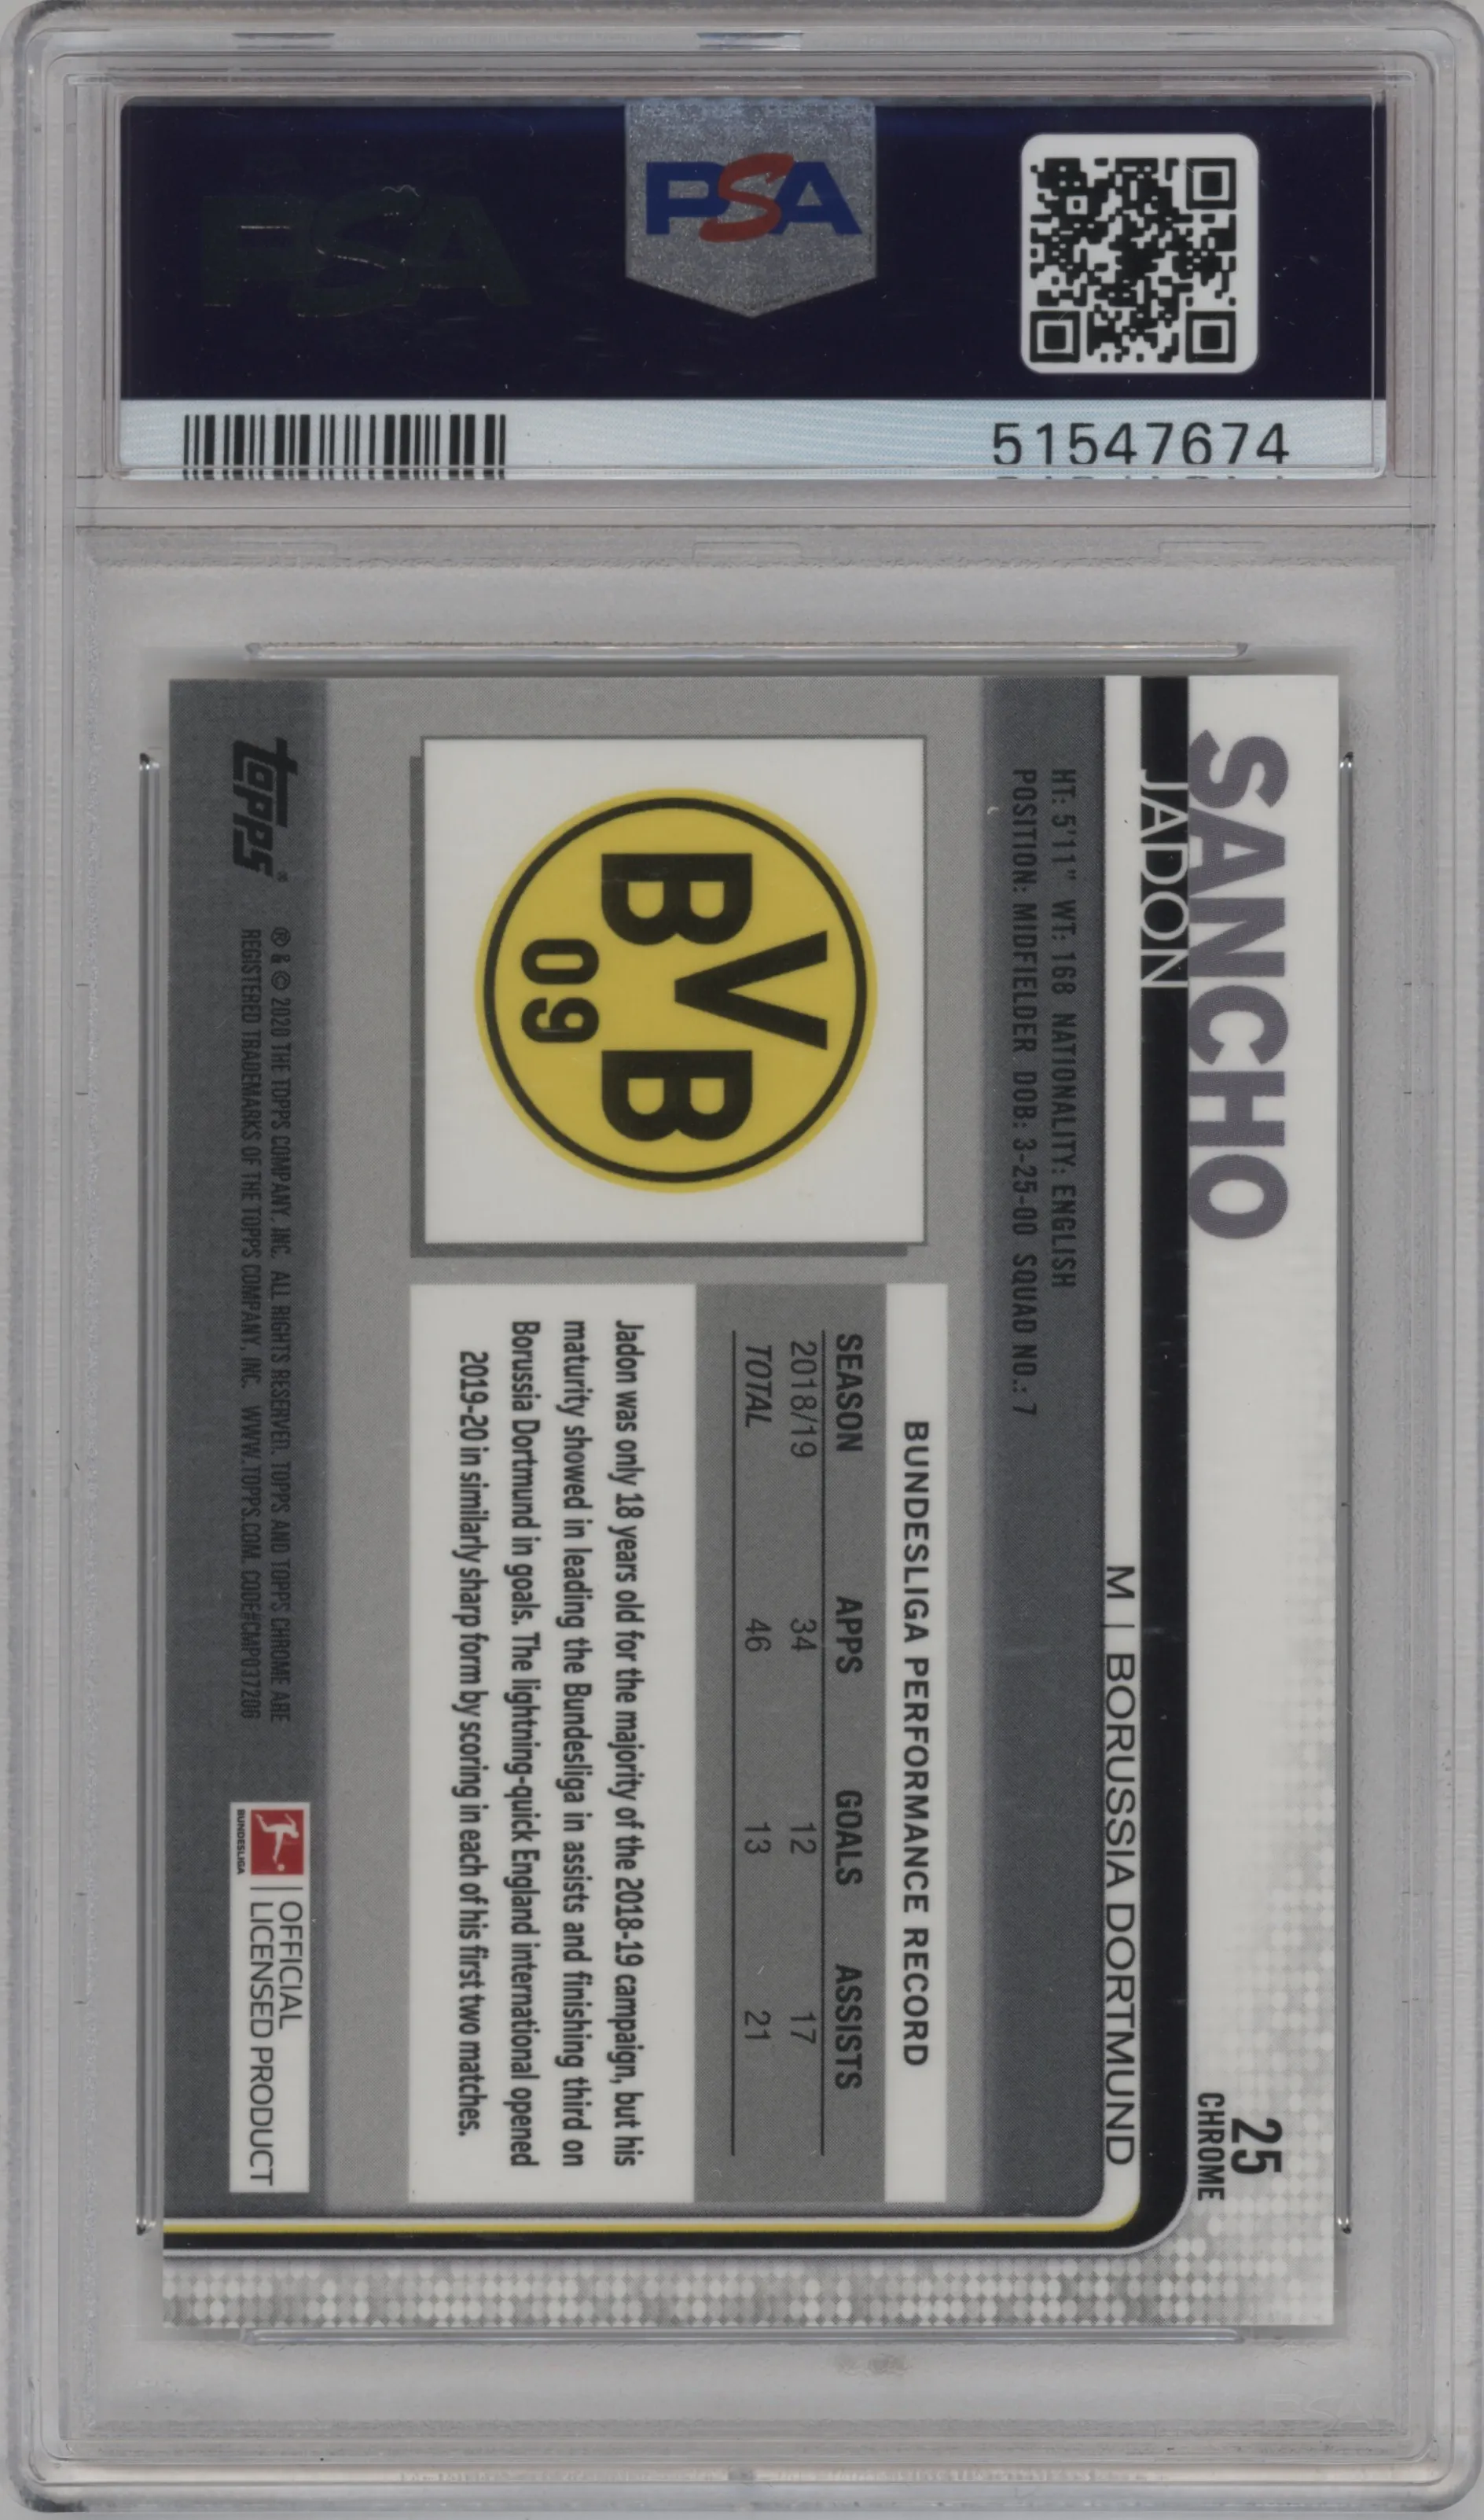 PSA
PSA
51547674
SANCHO
JADON
25
CHROME
M | BORUSSIA DORTMUND
HT: 5'11" WT: 168 NATIONALITY: ENGLISH
POSITION: MIDFIELDER DOB: 3-25-00 SQUAD NO.: 7
BVB
09
BUNDESLIGA PERFORMANCE RECORD
SEASON APPS GOALS ASSISTS
2018/19 34 12 17
TOTAL 46 13 21
Jadon was only 18 years old for the majority of the 2018-19 campaign, but his
maturity showed in leading the Bundesliga in assists and finishing third on
Borussia Dortmund in goals. The lightning-quick England international opened
2019-20 in similarly sharp form by scoring in each of his first two matches.
topps®
® & © 2020 THE TOPPS COMPANY, INC. ALL RIGHTS RESERVED. TOPPS AND TOPPS CHROME ARE
REGISTERED TRADEMARKS OF THE TOPPS COMPANY, INC. WWW.TOPPS.COM. CODE#CMP037206
BUNDESLIGA
OFFICIAL
LICENSED PRODUCT